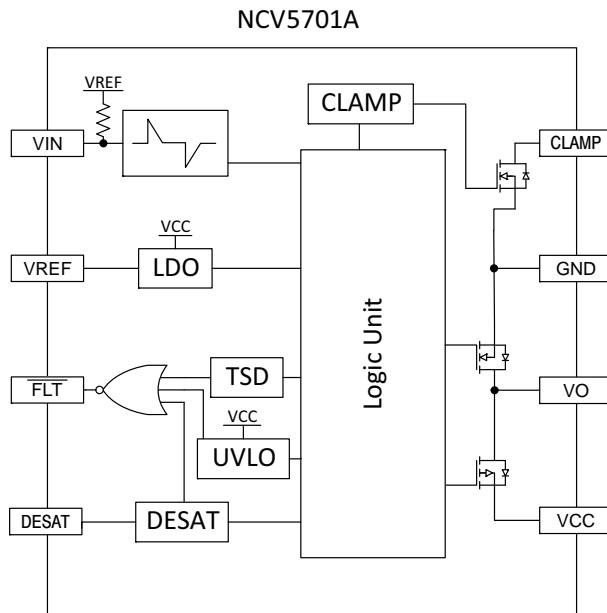 NCV5701A
VREF
VIN
CLAMP
CLAMP
VCC
VREF
LDO
GND
Logic Unit
FLT
TSD
VO
VCC
UVLO
DESAT
DESAT
VCC